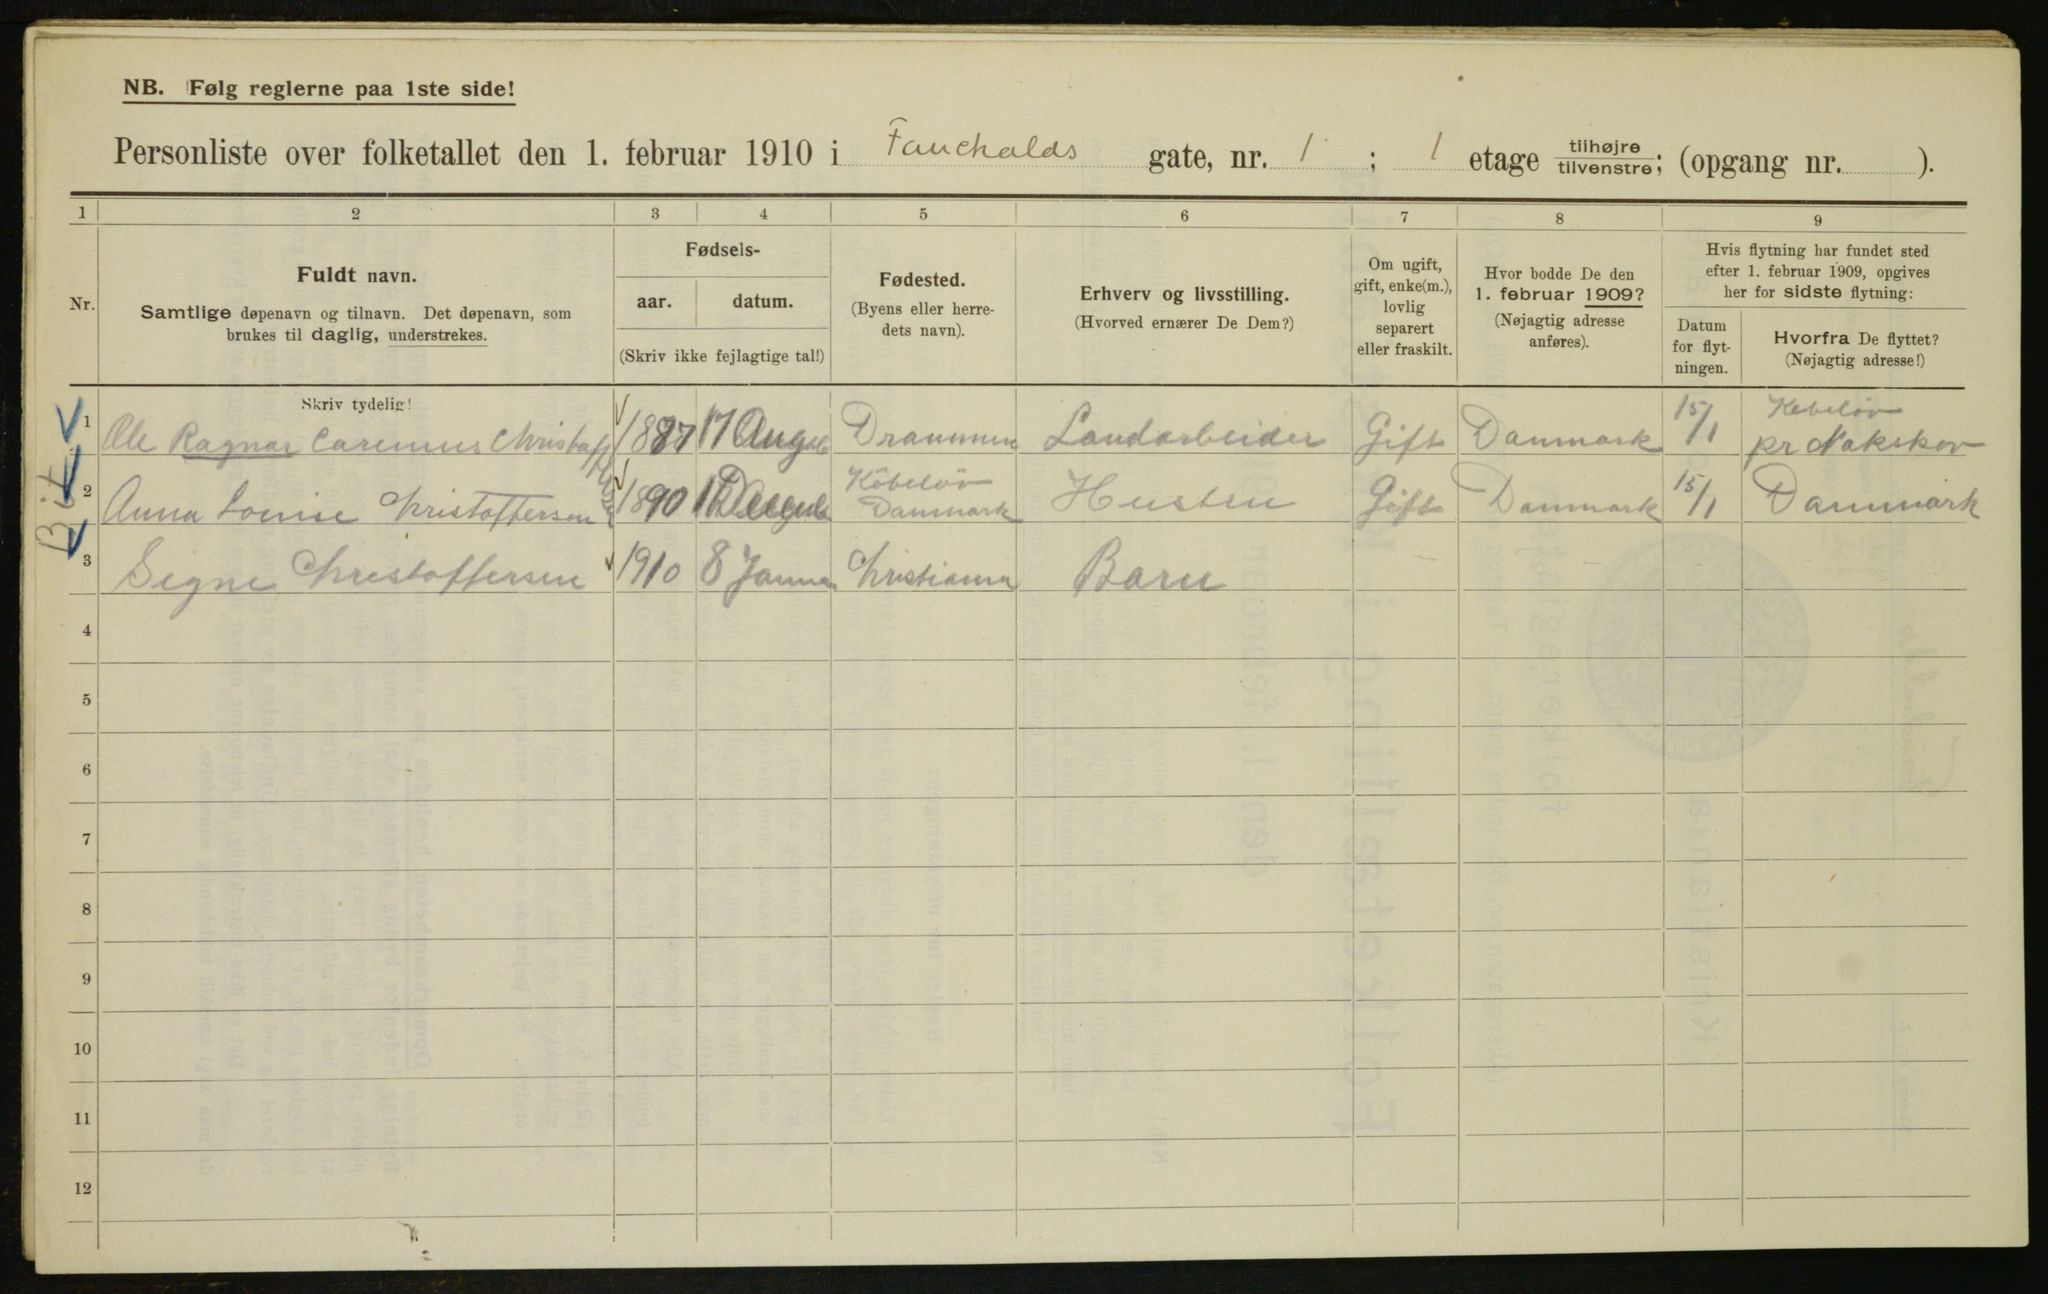 NB. Følg reglerne paa 1ste side!
Personliste over folketallet den 1. februar 1910 i Fauchalds gate, nr. 1 ; 1 etage tilhøjre/tilvenstre; (opgang nr. ).
1 2 3 4 5 6 7 8 9
Nr.
Fuldt navn.
Samtlige døpenavn og tilnavn. Det døpenavn, som
brukes til daglig, understrekes.
Fødsels-
aar. datum.
(Skriv ikke fejlagtige tal!)
Fødested.
(Byens eller herre-
dets navn).
Erhverv og livsstilling.
(Hvorved ernærer De Dem?)
Om ugift,
gift, enke(m.),
lovlig
separert
eller fraskilt.
Hvor bodde De den
1. februar 1909?
(Nøjagtig adresse
anføres).
Hvis flytning har fundet sted
efter 1. februar 1909, opgives
her for sidste flytning:
Datum
for flyt-
ningen.
Hvorfra De flyttet?
(Nøjagtig adresse!)
Skriv tydelig!
1 Ole Ragnar 1887 17 Aug Drammen Landarbeider Gift Danmark 15/1 Kebeløv
pr Nakskov
2 Anna Louise Christoffersen 1890 Købeløv
Danmark Hustru Gift Danmark 15/1 Danmark
3 Signe Christoffersen 1910 8 Januar Christiania Barn
4
5
6
7
8
9
10
11
12